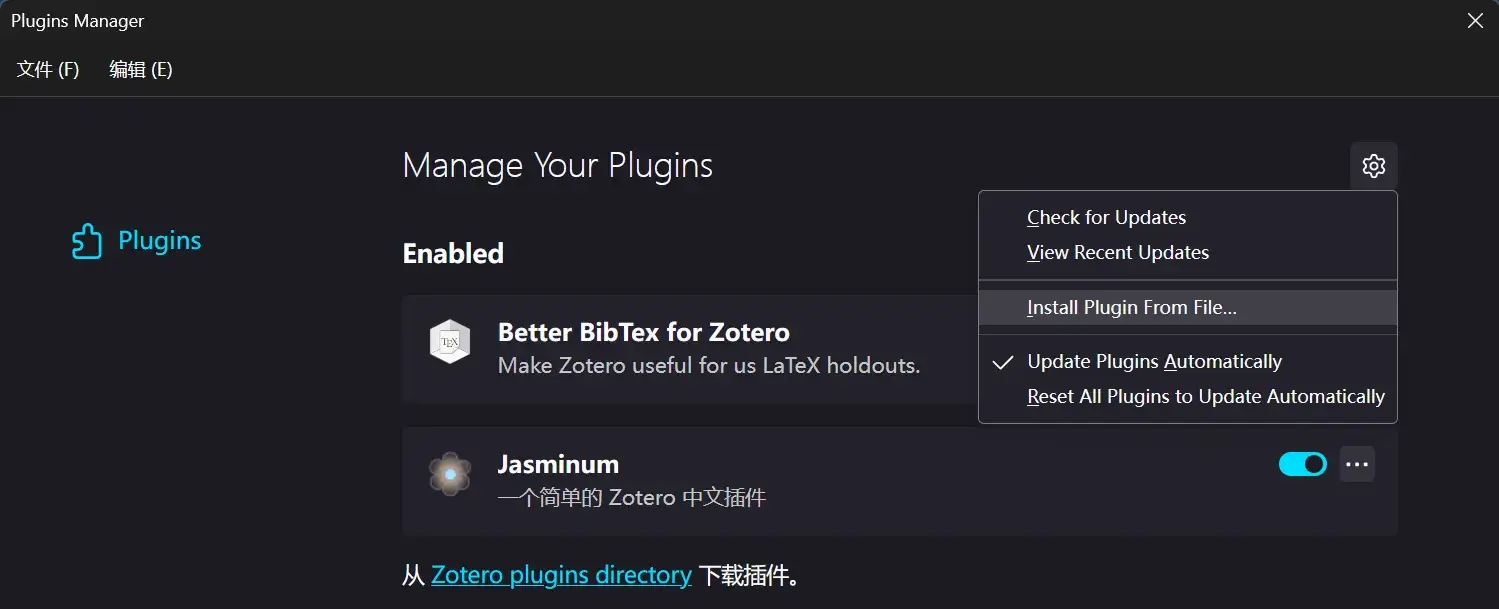 Plugins Manager
文件 (F) 编辑 (E)
Manage Your Plugins
Plugins
Enabled
Check for Updates
View Recent Updates
Install Plugin From File...
Update Plugins Automatically
Reset All Plugins to Update Automatically
TEX
Better BibTex for Zotero
Make Zotero useful for us LaTeX holdouts.
Jasminum
一个简单的 Zotero 中文插件
从 Zotero plugins directory 下载插件。